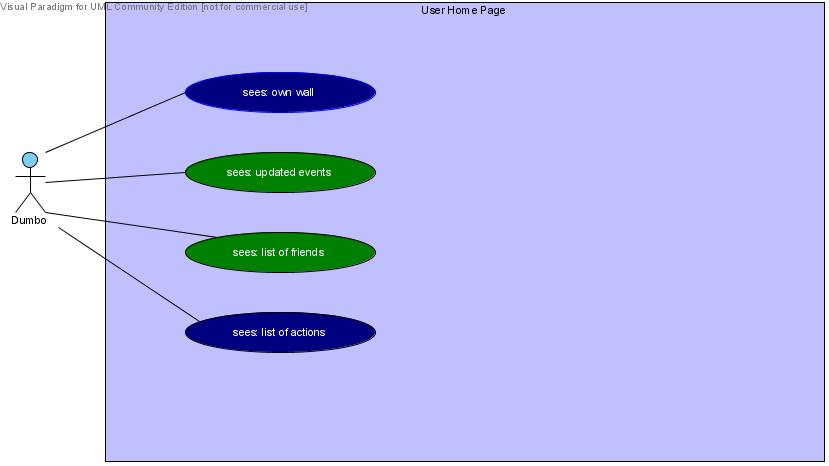 Visual Paradigm for UML Community Edition [not for commercial use]
User Home Page
sees: own wall
sees: updated events
Dumbo
sees: list of friends
sees: list of actions